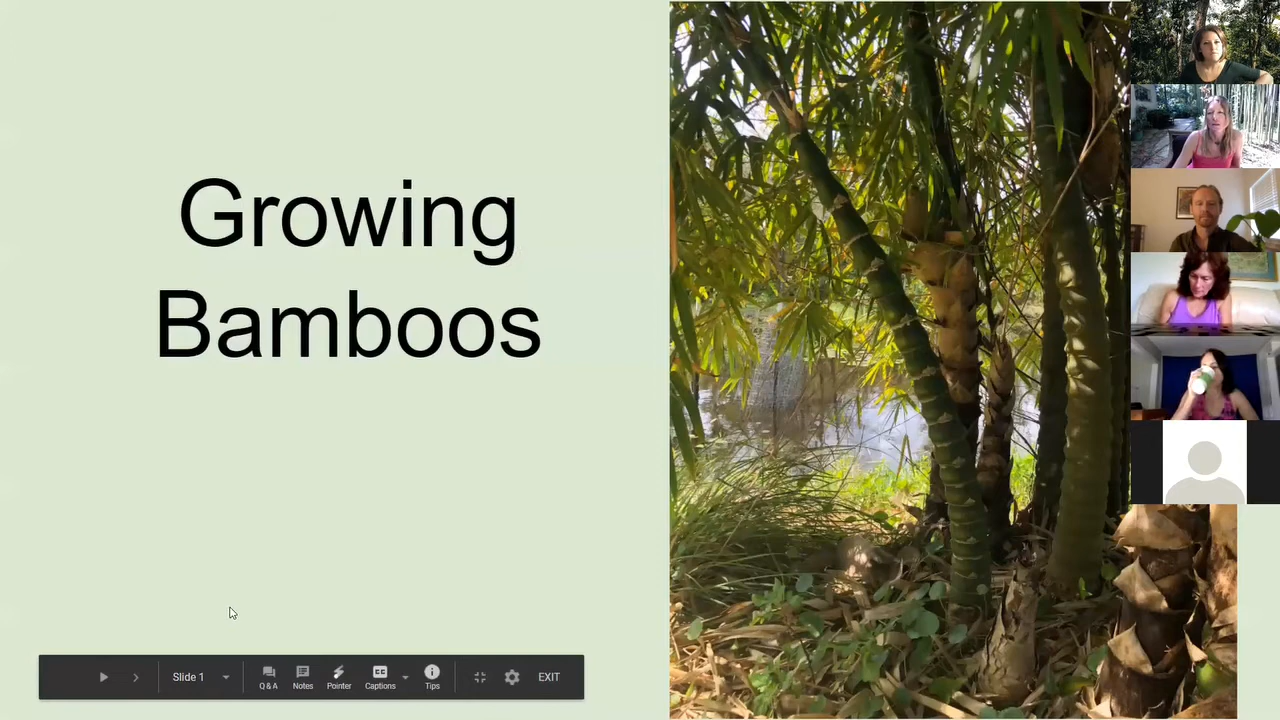 Growing
Bamboos
Slide 1
Q & A
Notes
Pointer
Captions
Tips
EXIT